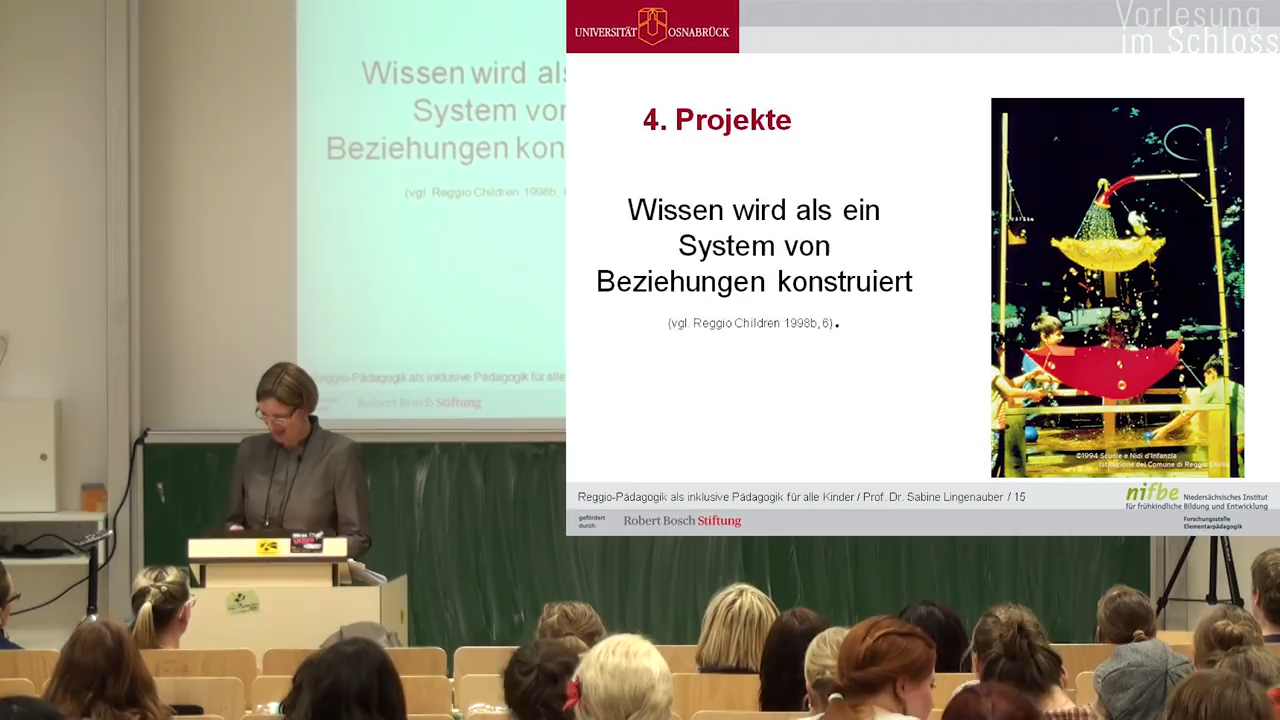 Wissen wird als
System von
Beziehungen kon
(vgl. Reggio Children 1998b,
Reggio-Pädagogik als inklusive Pädagogik für alle
Robert Bosch Stiftung
UNIVERSITÄT OSNABRÜCK
Vorlesung
im Schloss
4. Projekte
Wissen wird als ein
System von
Beziehungen konstruiert
(vgl. Reggio Children 1998b, 6).
©1994 Scuole e Nidi d'Infanzia
Istituzione del Comune di Reggio Emilia
Reggio-Pädagogik als inklusive Pädagogik für alle Kinder / Prof. Dr. Sabine Lingenauber / 15
nifbe Niedersächsisches Institut
für frühkindliche Bildung und Entwicklung
gefördert
durch:
Robert Bosch Stiftung
Forschungsstelle
Elementarpädagogik